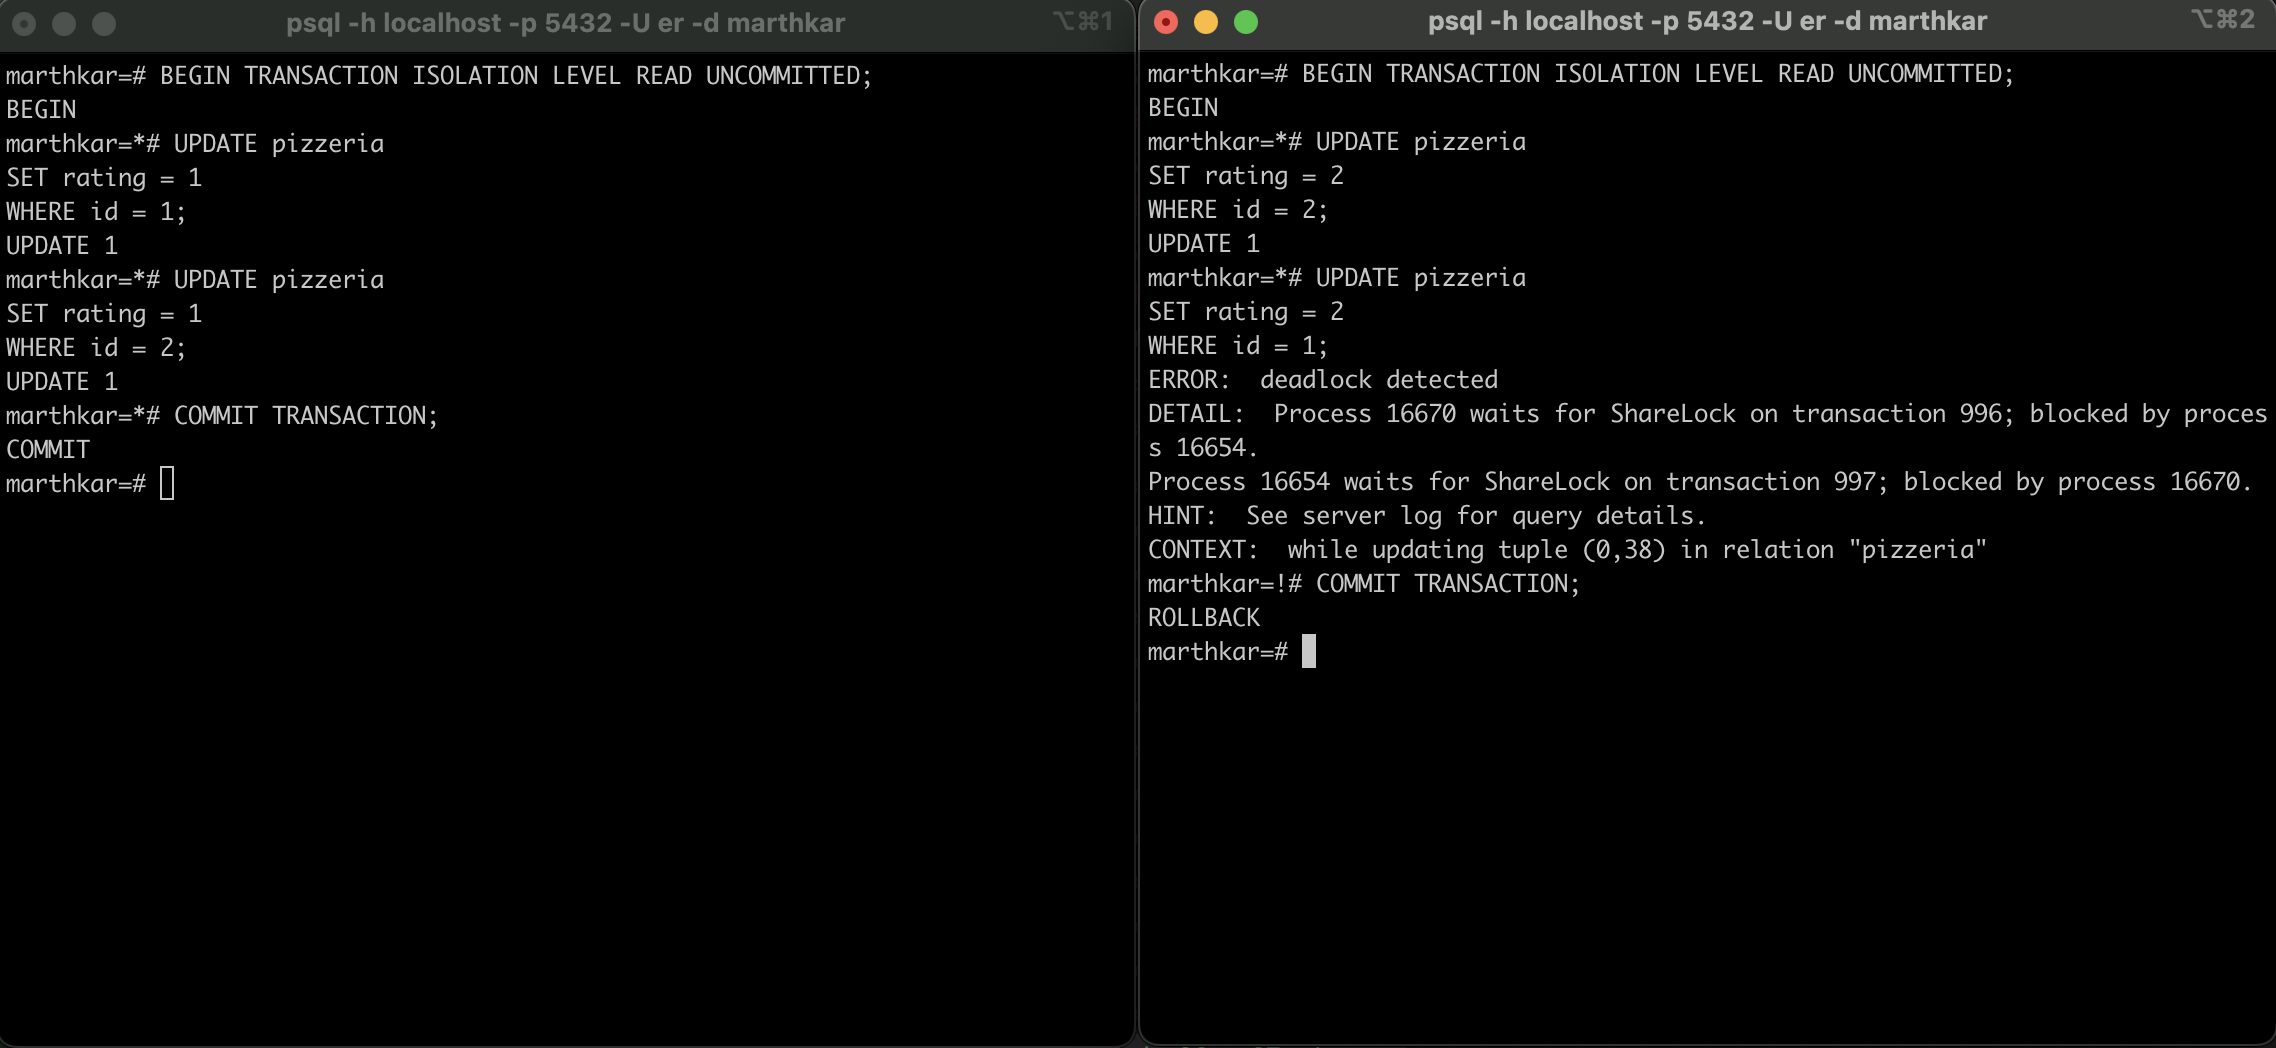 psql -h localhost -p 5432 -U er -d marthkar
⌥⌘1
marthkar=# BEGIN TRANSACTION ISOLATION LEVEL READ UNCOMMITTED;
BEGIN
marthkar=*# UPDATE pizzeria
SET rating = 1
WHERE id = 1;
UPDATE 1
marthkar=*# UPDATE pizzeria
SET rating = 1
WHERE id = 2;
UPDATE 1
marthkar=*# COMMIT TRANSACTION;
COMMIT
marthkar=#
psql -h localhost -p 5432 -U er -d marthkar
⌥⌘2
marthkar=# BEGIN TRANSACTION ISOLATION LEVEL READ UNCOMMITTED;
BEGIN
marthkar=*# UPDATE pizzeria
SET rating = 2
WHERE id = 2;
UPDATE 1
marthkar=*# UPDATE pizzeria
SET rating = 2
WHERE id = 1;
ERROR:  deadlock detected
DETAIL:  Process 16670 waits for ShareLock on transaction 996; blocked by proces
s 16654.
Process 16654 waits for ShareLock on transaction 997; blocked by process 16670.
HINT:  See server log for query details.
CONTEXT:  while updating tuple (0,38) in relation "pizzeria"
marthkar=!# COMMIT TRANSACTION;
ROLLBACK
marthkar=#